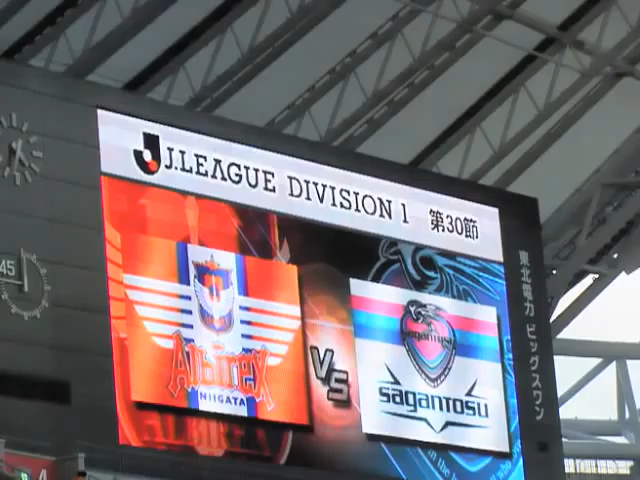 J.LEAGUE DIVISION 1 第30節
45
Albirex
NIIGATA
VS
sagantosu
sagantosu
東北電力 ビッグスワン